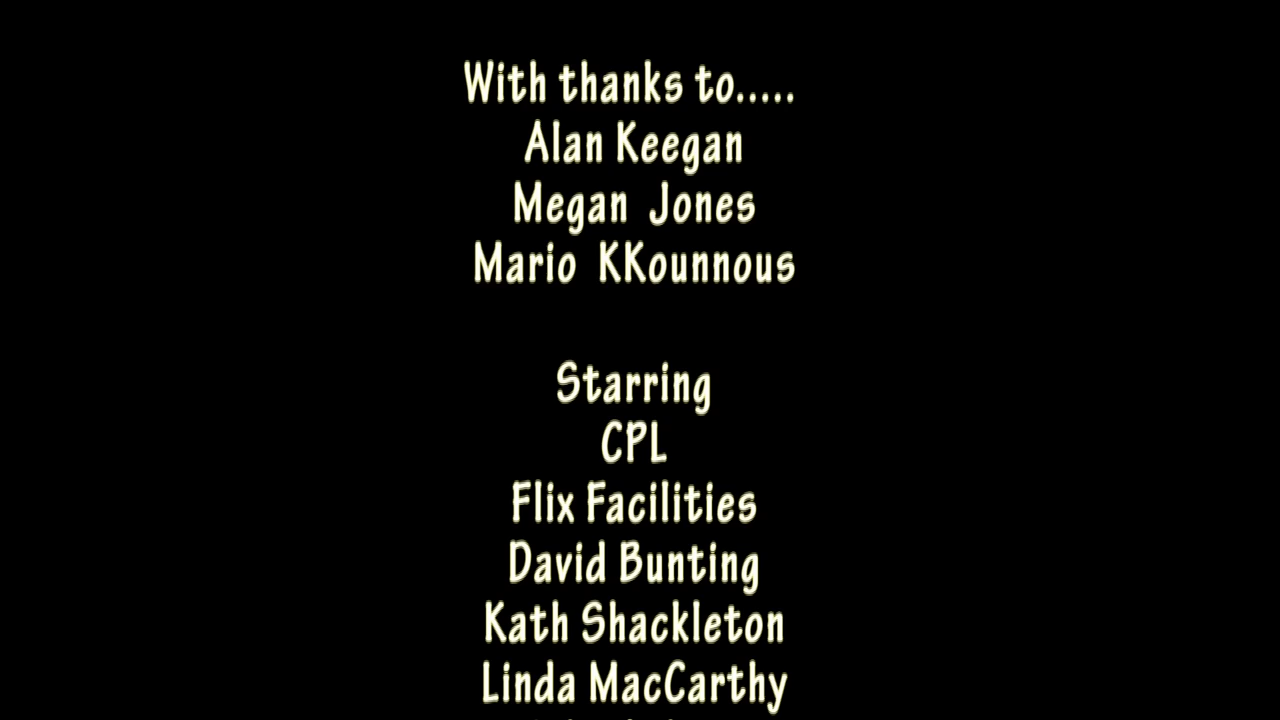 With thanks to.....
Alan Keegan
Megan Jones
Mario KKounnous
Starring
CPL
Flix Facilities
David Bunting
Kath Shackleton
Linda MacCarthy